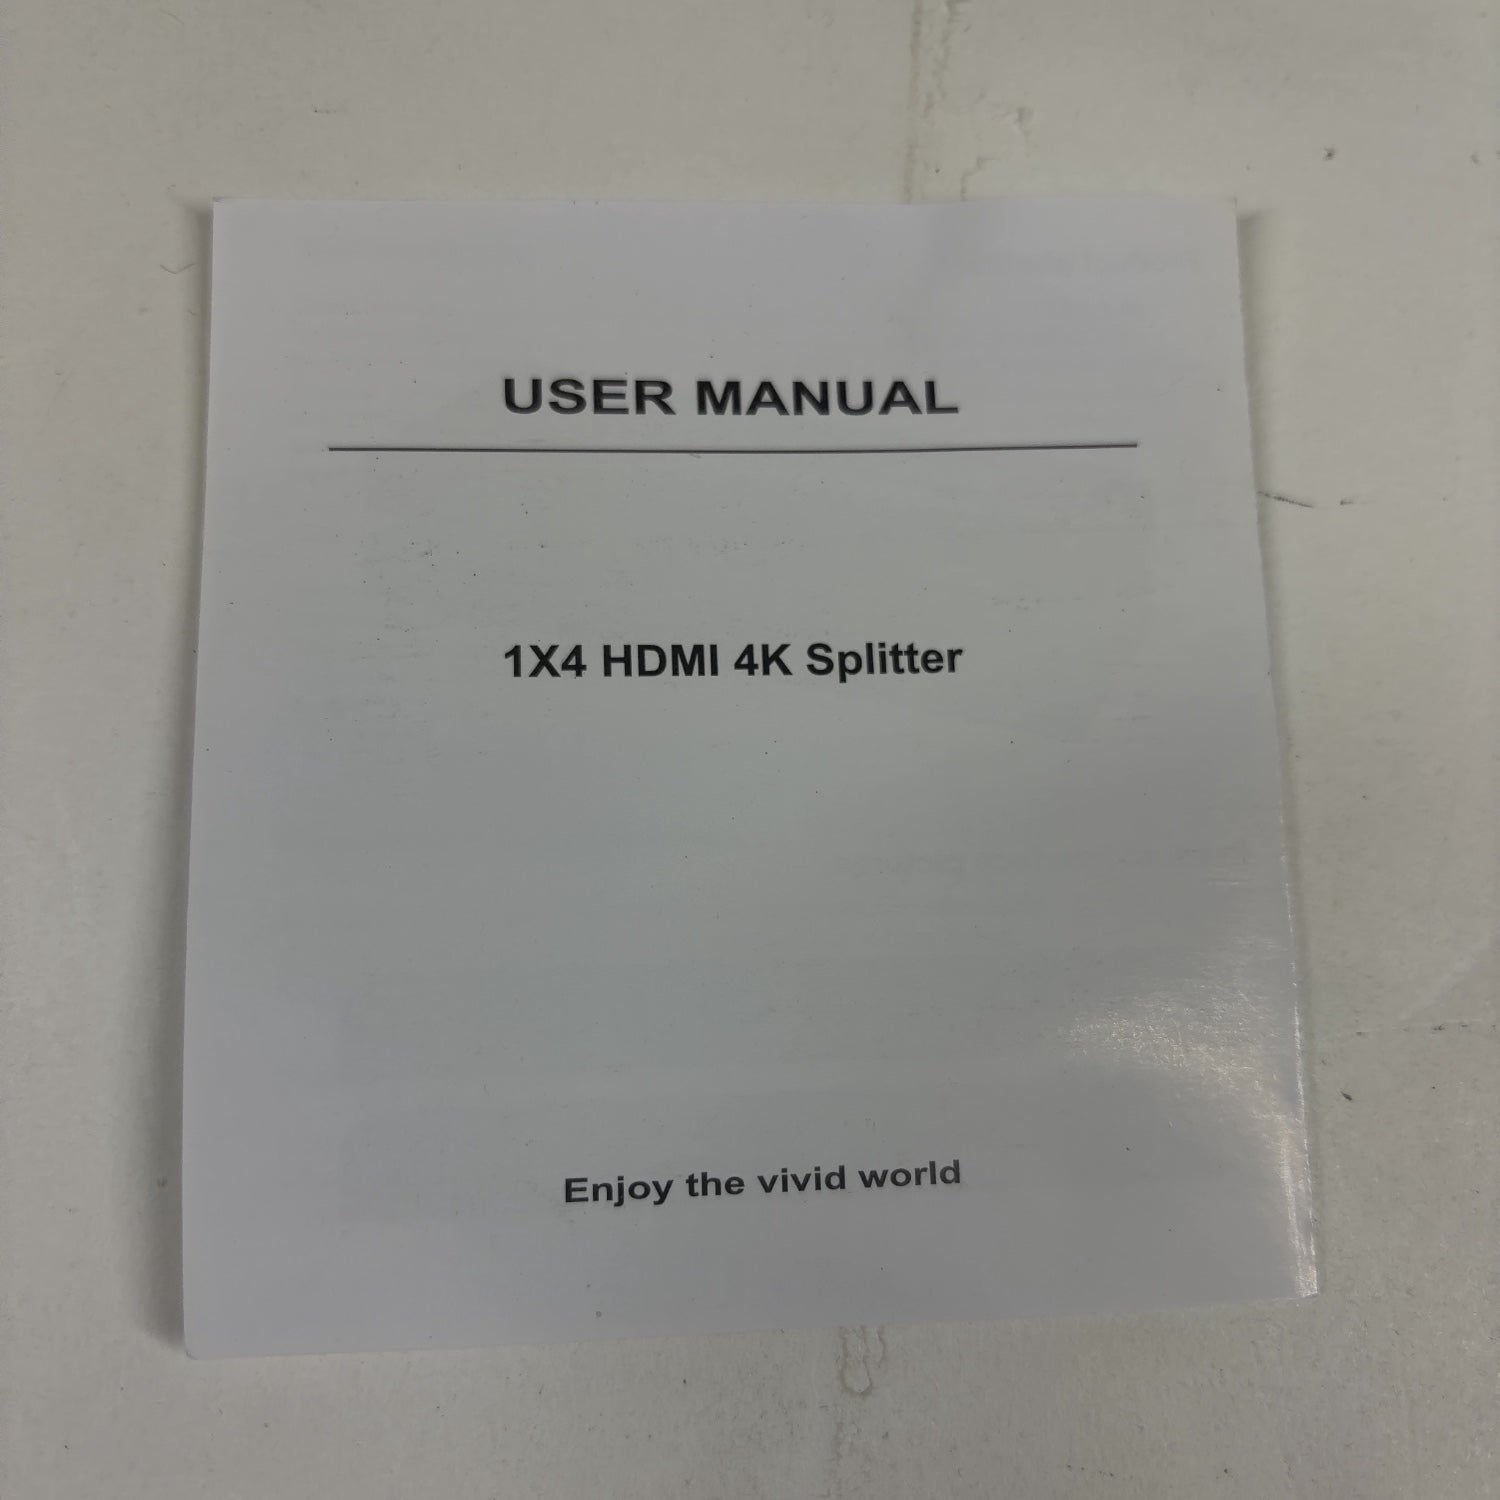 USER MANUAL
1X4 HDMI 4K Splitter
Enjoy the vivid world